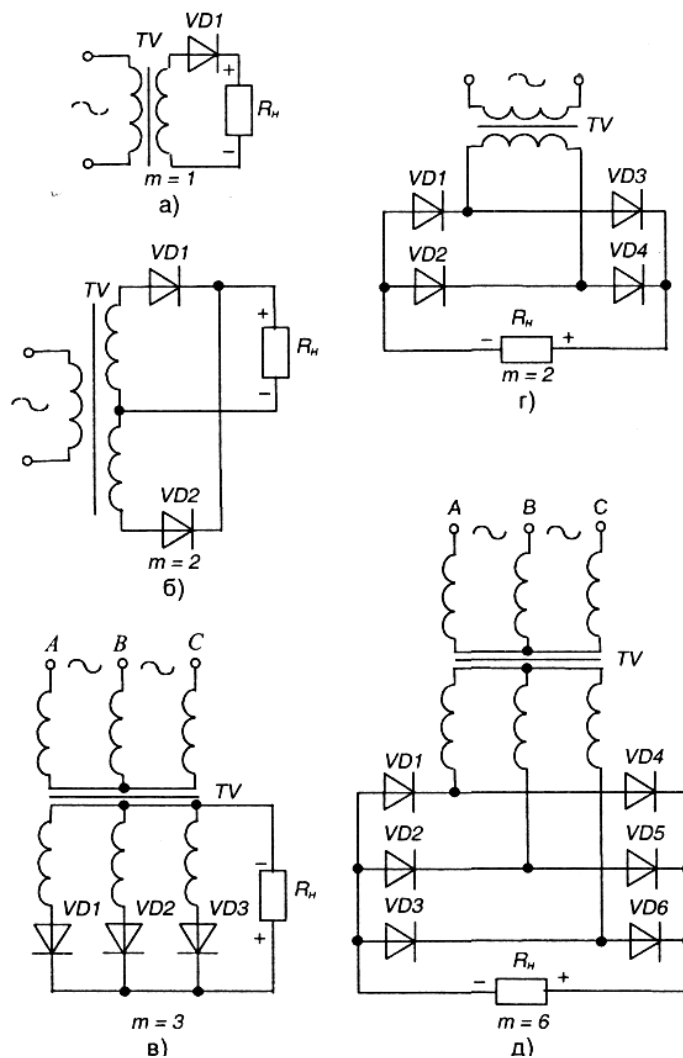 VD1
TV
Rн
+
−
m = 1
а)
VD1
TV
+
Rн
−
VD2
m = 2
б)
A B C
TV
−
Rн
+
VD1 VD2 VD3
m = 3
в)
TV
VD1 VD3
VD2 VD4
Rн
− +
m = 2
г)
A B C
TV
VD1 VD4
VD2 VD5
VD3 VD6
Rн
− +
m = 6
д)